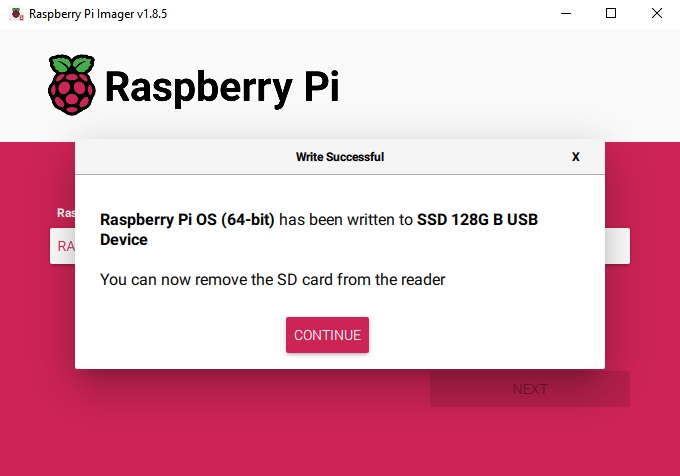 Raspberry Pi Imager v1.8.5
Raspberry Pi
Write Successful
X
Raspberry Pi OS (64-bit) has been written to SSD 128G B USB
Device
You can now remove the SD card from the reader
CONTINUE
Ras
RA
NEXT